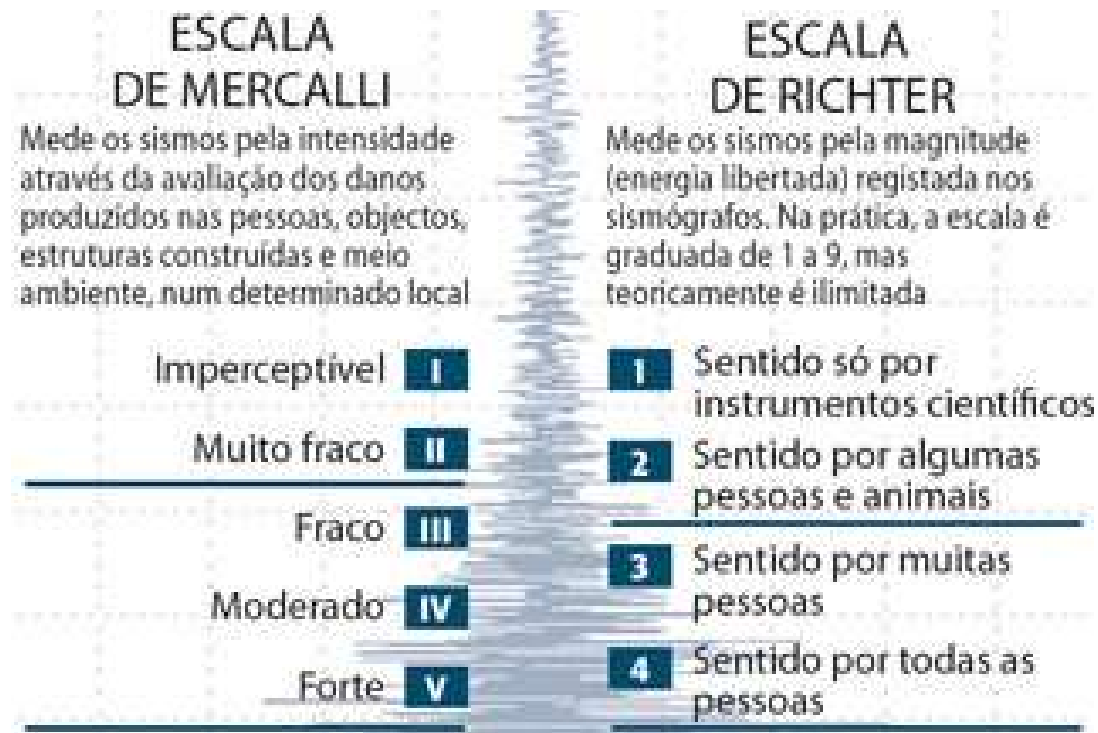 ESCALA
DE MERCALLI
Mede os sismos pela intensidade
através da avaliação dos danos
produzidos nas pessoas, objectos,
estruturas construídas e meio
ambiente, num determinado local
Imperceptível I
Muito fraco II
Fraco III
Moderado IV
Forte V
ESCALA
DE RICHTER
Mede os sismos pela magnitude
(energia libertada) registada nos
sismógrafos. Na prática, a escala é
graduada de 1 a 9, mas
teoricamente é ilimitada
1 Sentido só por
instrumentos científicos
2 Sentido por algumas
pessoas e animais
3 Sentido por muitas
pessoas
4 Sentido por todas as
pessoas